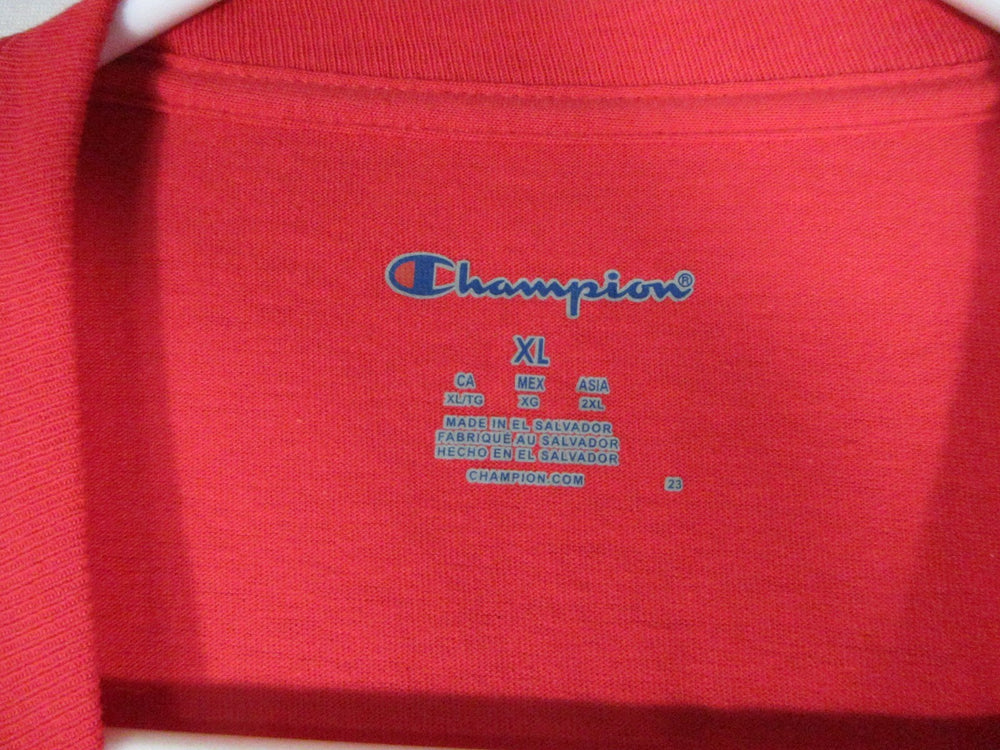 Champion®
XL
CA MEX ASIA
XL/TG XG 2XL
MADE IN EL SALVADOR
FABRIQUÉ AU SALVADOR
HECHO EN EL SALVADOR
CHAMPION.COM 23